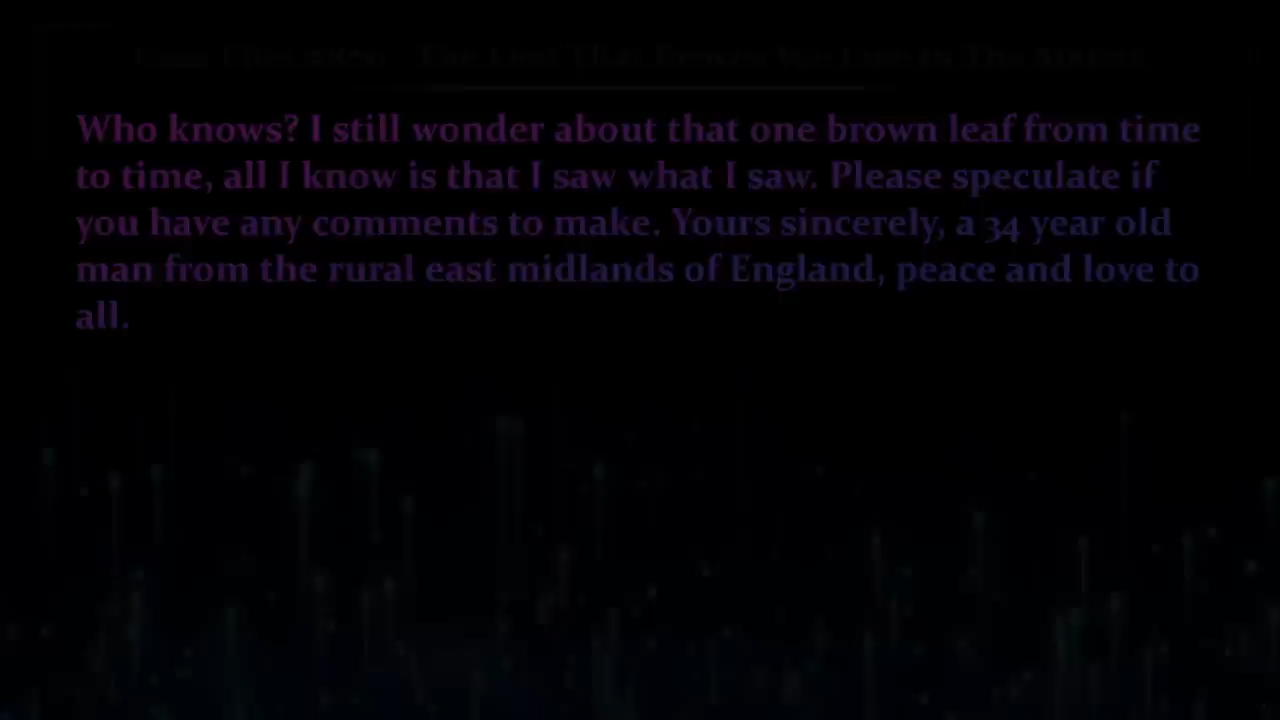 Who knows? I still wonder about that one brown leaf from time
to time, all I know is that I saw what I saw. Please speculate if
you have any comments to make. Yours sincerely, a 34 year old
man from the rural east midlands of England, peace and love to
all.